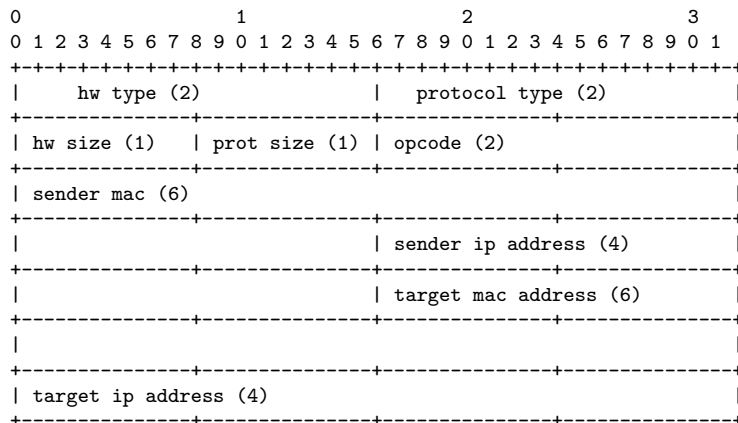 0 1 2 3
0 1 2 3 4 5 6 7 8 9 0 1 2 3 4 5 6 7 8 9 0 1 2 3 4 5 6 7 8 9 0 1
+-+-+-+-+-+-+-+-+-+-+-+-+-+-+-+-+-+-+-+-+-+-+-+-+-+-+-+-+-+-+-+-+
| hw type (2) | protocol type (2) |
+---------------+---------------+---------------+---------------+
| hw size (1) | prot size (1) | opcode (2) |
+---------------+---------------+---------------+---------------+
| sender mac (6) |
+---------------+---------------+---------------+---------------+
| | sender ip address (4) |
+---------------+---------------+---------------+---------------+
| | target mac address (6) |
+---------------+---------------+---------------+---------------+
| |
+---------------+---------------+---------------+---------------+
| target ip address (4) |
+---------------+---------------+---------------+---------------+